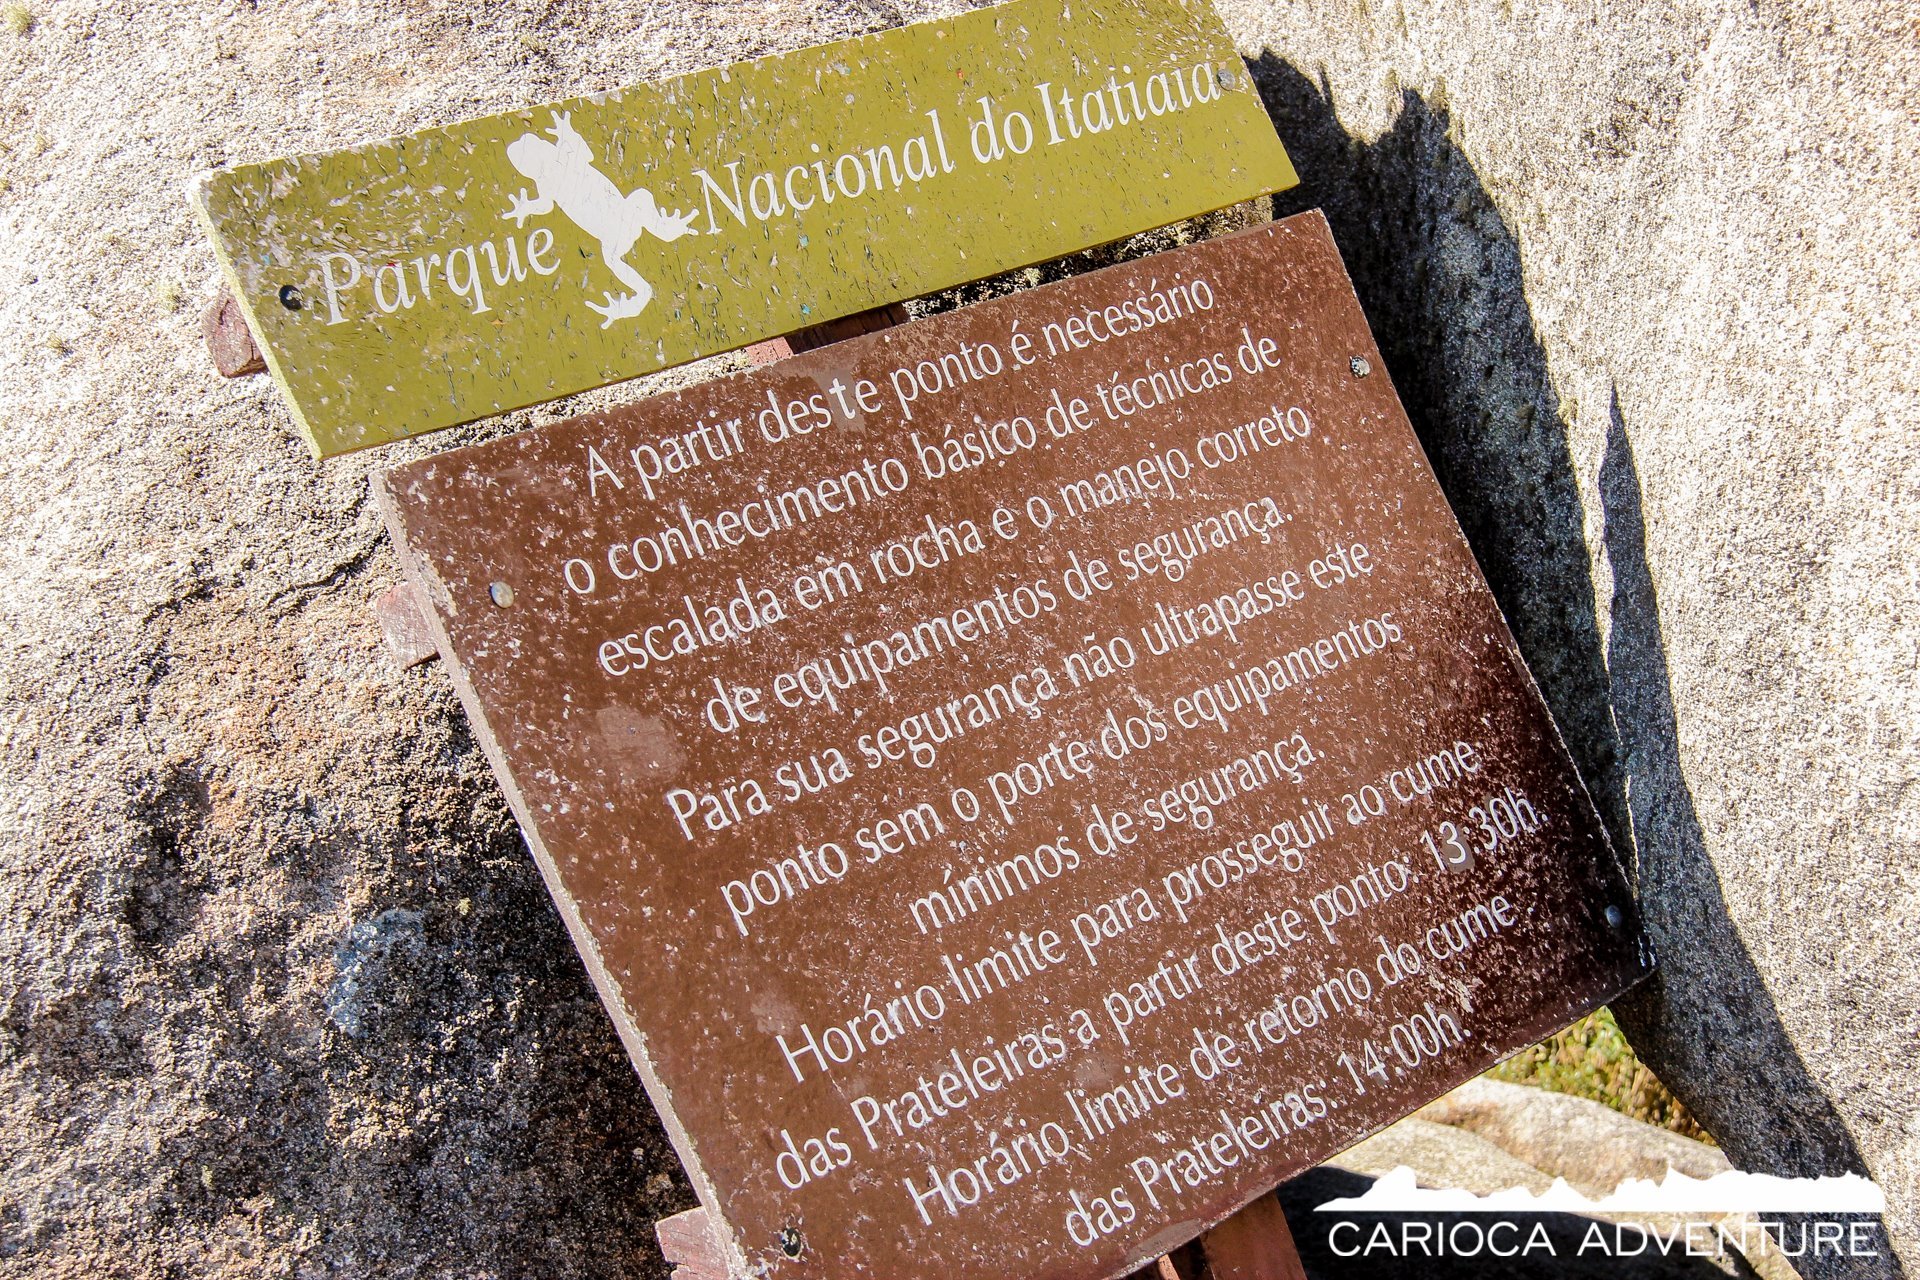 Parque Nacional do Itatiaia
A partir deste ponto é necessário
o conhecimento básico de técnicas de
escalada em rocha e o manejo correto
de equipamentos de segurança.
Para sua segurança não ultrapasse este
ponto sem o porte dos equipamentos
mínimos de segurança.
Horário limite para prosseguir ao cume
das Prateleiras a partir deste ponto: 13:30h.
Horário limite de retorno do cume
das Prateleiras: 14:00h.
CARIOCA ADVENTURE